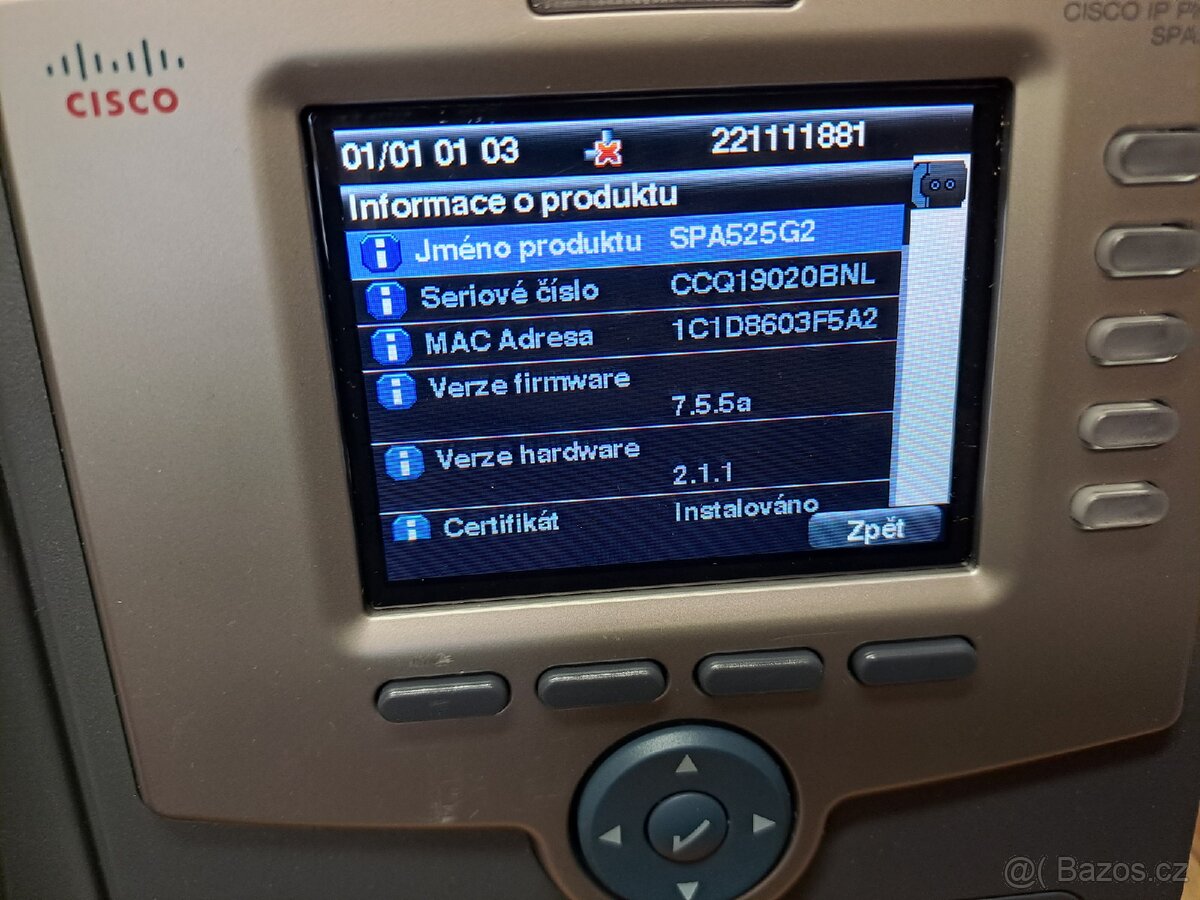 CISCO IP
SPA
CISCO
01/01 01 03 221111881
Informace o produktu
Jméno produktu SPA525G2
Seriové číslo CCQ19020BNL
MAC Adresa 1C1D8603F5A2
Verze firmware
7.5.5a
Verze hardware
2.1.1
Certifikát Instalováno
Zpět
@( Bazos.cz